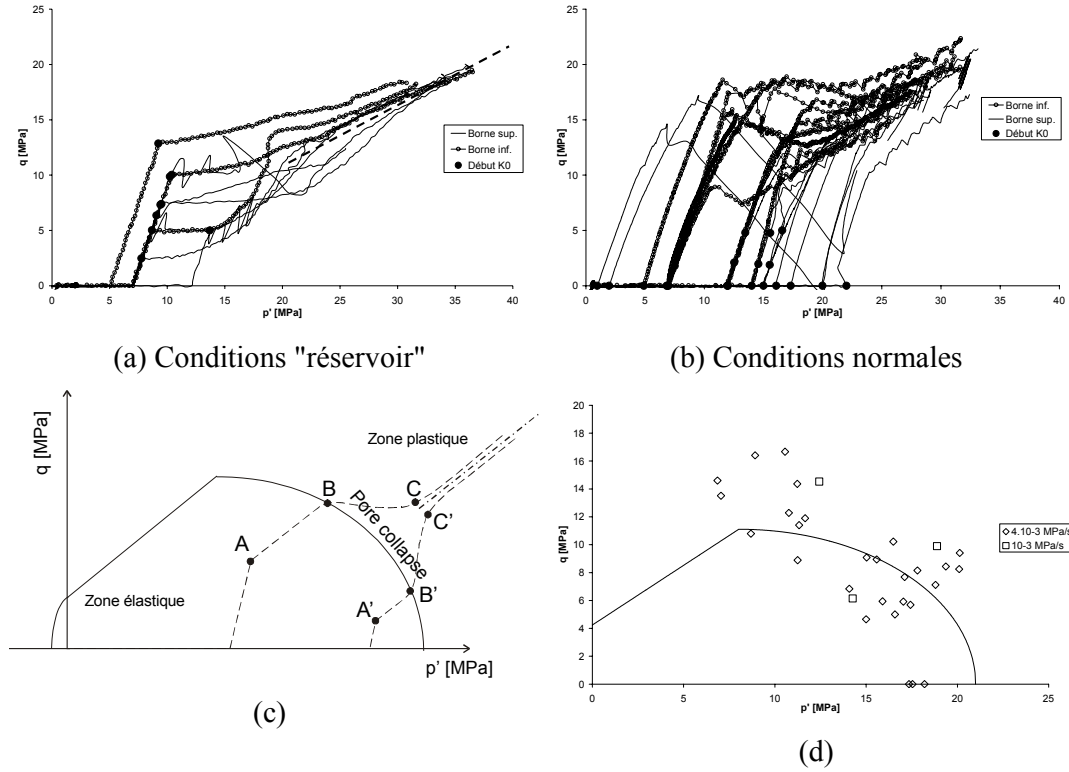 25
20
15
10
5
0
q [MPa]
0 5 10 15 20 25 30 35 40
p' [MPa]
Borne sup.
Borne inf.
Début K0
(a) Conditions "réservoir"
25
20
15
10
5
0
q [MPa]
0 5 10 15 20 25 30 35 40
p' [MPa]
Borne inf.
Borne sup.
Début K0
(b) Conditions normales
q [MPa]
Zone plastique
B
C
C'
Pore collapse
A
B'
A'
Zone élastique
p' [MPa]
(c)
20
18
16
14
12
10
8
6
4
2
0
q [MPa]
0 5 10 15 20 25
p' [MPa]
4.10-3 MPa/s
10-3 MPa/s
(d)